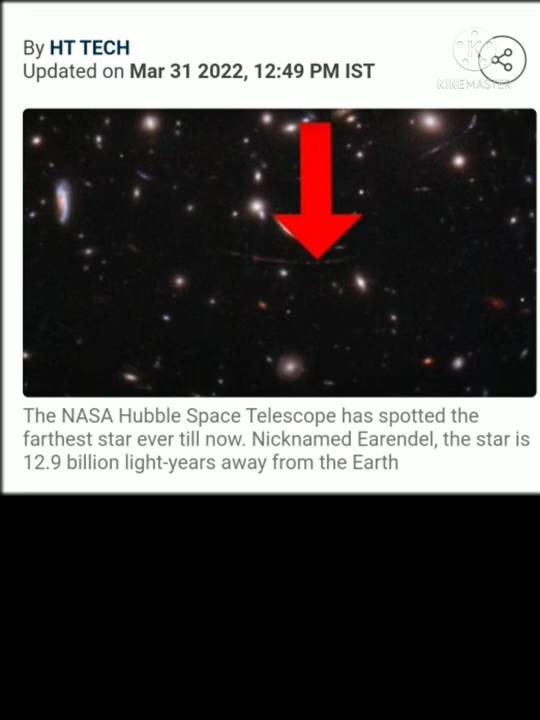 By HT TECH
Updated on Mar 31 2022, 12:49 PM IST
KINEMASTER
The NASA Hubble Space Telescope has spotted the
farthest star ever till now. Nicknamed Earendel, the star is
12.9 billion light-years away from the Earth